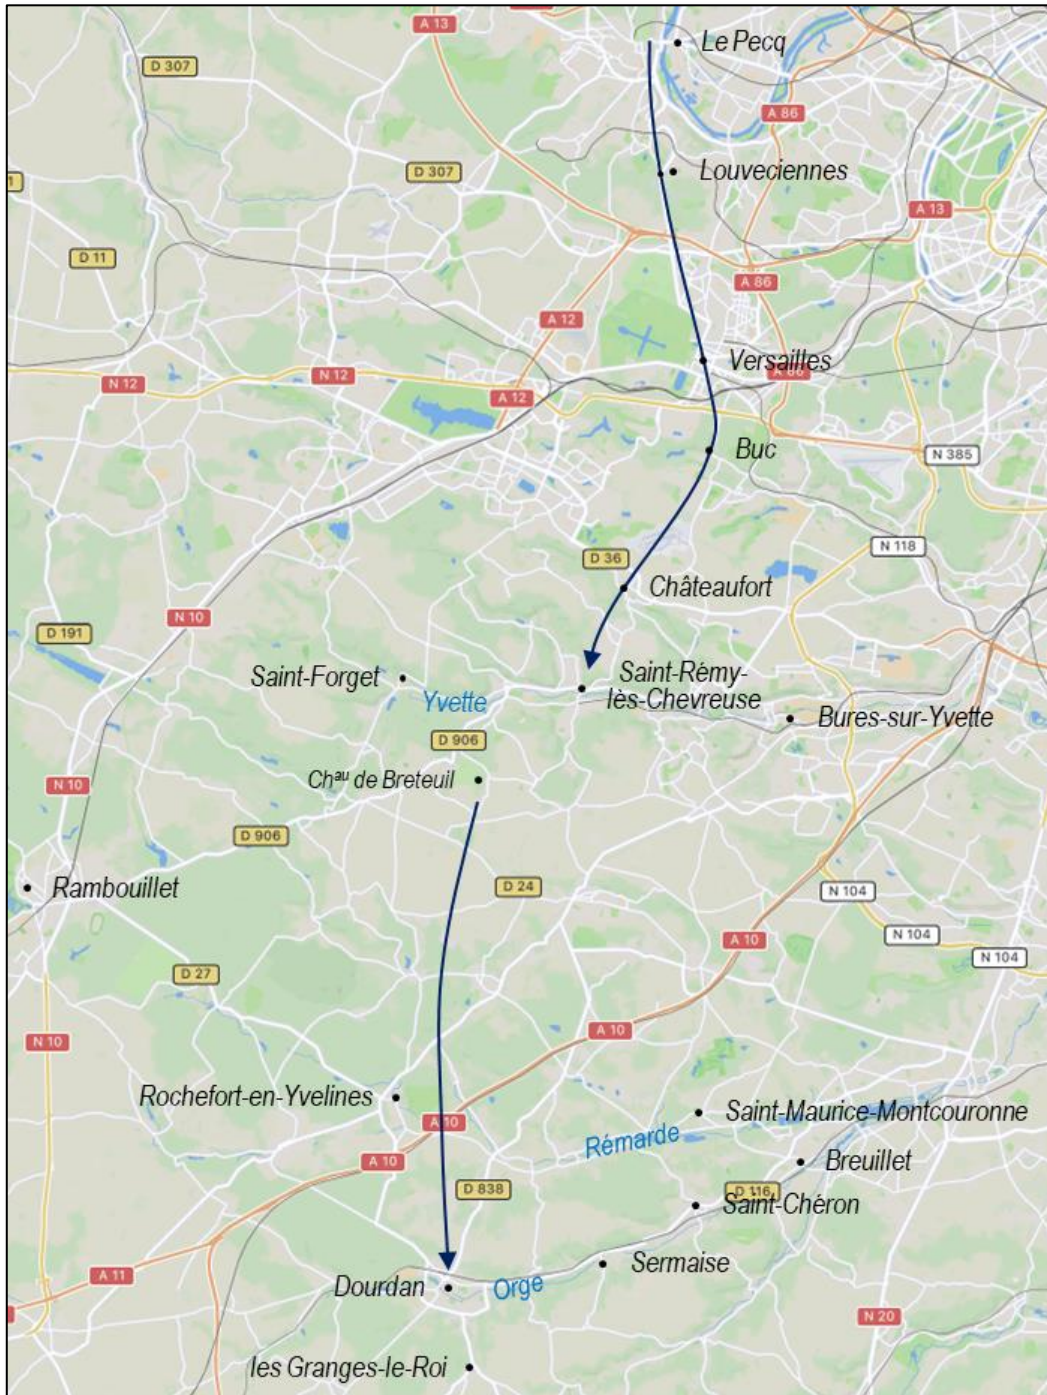 A 13
Le Pecq
D 307
A 86
D 307
Louveciennes
1
A 13
D 11
A 86
A 12
Versailles
A 86
N 12
N 12
A 12
Buc
N 385
N 118
D 36
Châteaufort
N 10
D 191
Saint-Forget
Saint-Rémy-
lès-Chevreuse
Yvette
Bures-sur-Yvette
D 906
Chau de Breteuil
N 10
D 906
Rambouillet
D 24
N 104
N 104
A 10
N 104
D 27
A 10
N 10
Rochefort-en-Yvelines
Saint-Maurice-Montcouronne
A 10
Rémarde
A 10
Breuillet
D 838
D 116
Saint-Chéron
Sermaise
A 11
Dourdan
Orge
N 20
les Granges-le-Roi